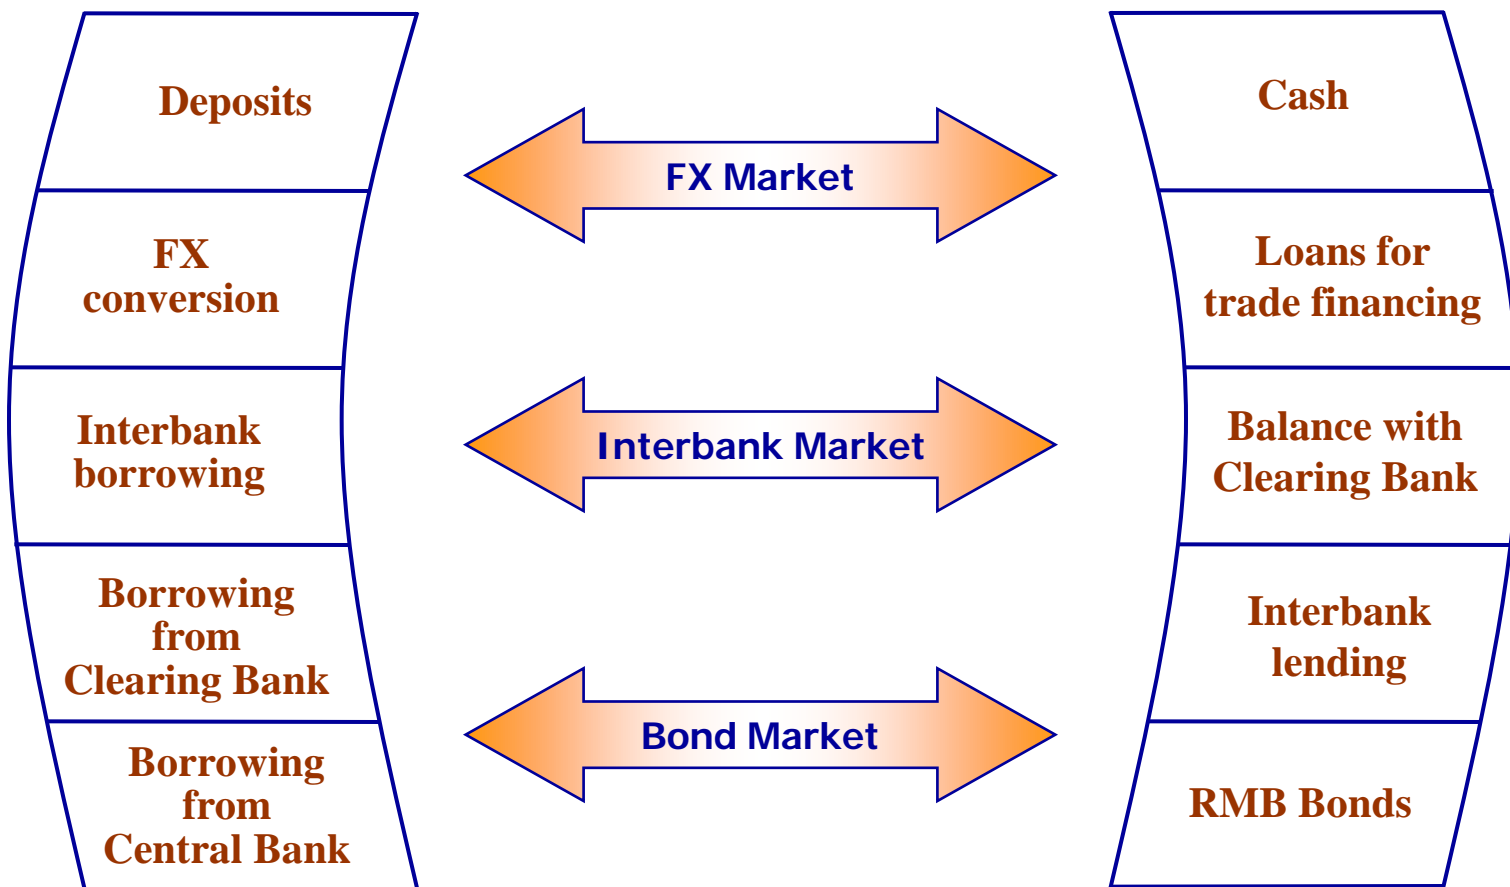 Deposits
FX
conversion
Interbank
borrowing
Borrowing
from
Clearing Bank
Borrowing
from
Central Bank
FX Market
Interbank Market
Bond Market
Cash
Loans for
trade financing
Balance with
Clearing Bank
Interbank
lending
RMB Bonds